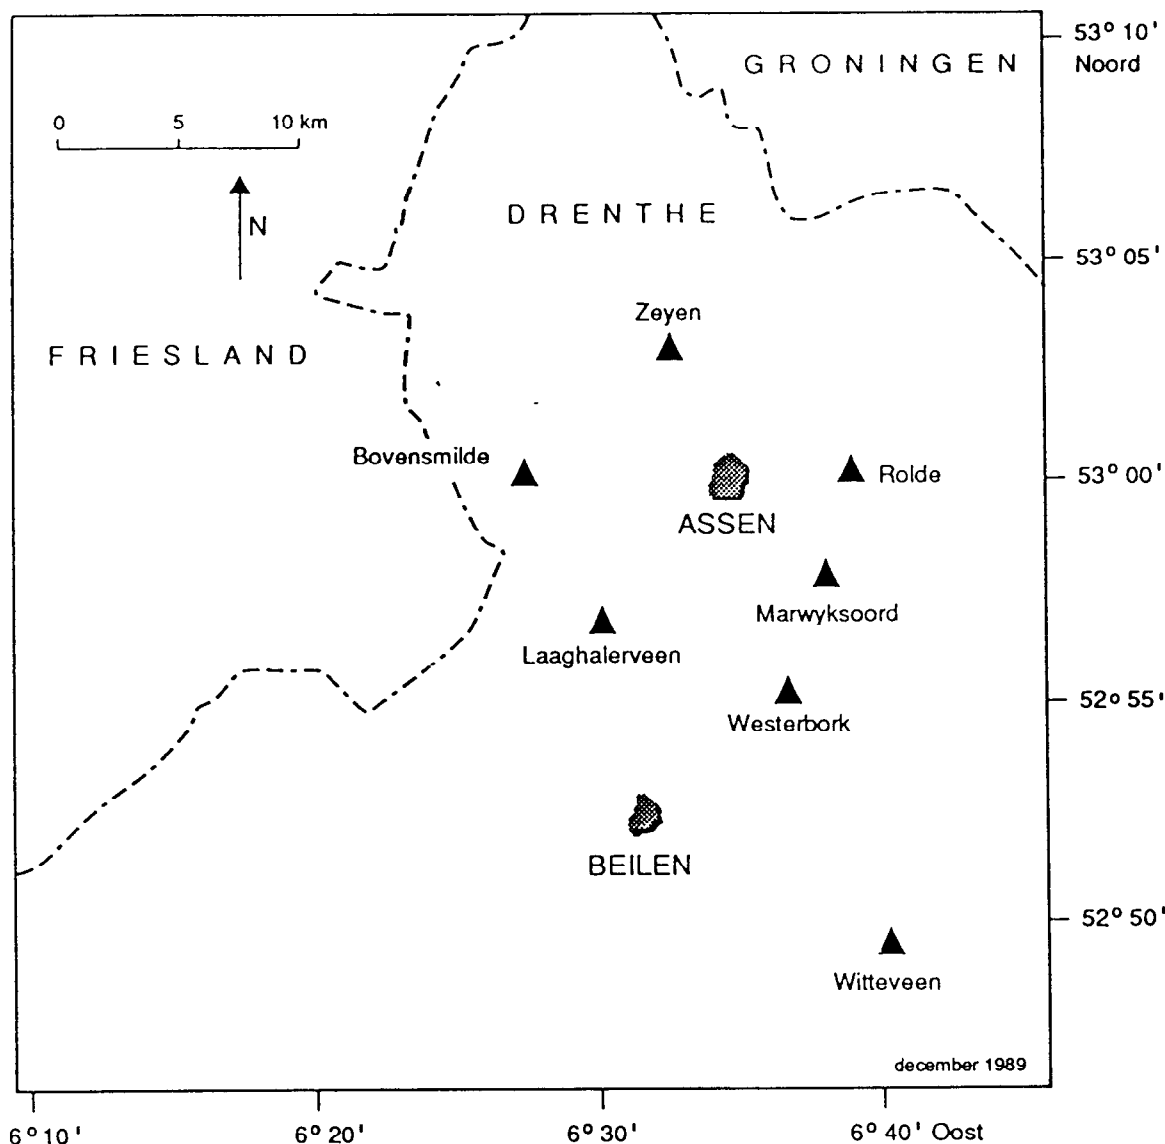 53° 10'
GRONINGEN
Noord
0 5 10 km
N
DRENTHE
53° 05'
Zeyen
FRIESLAND
Bovensmilde
Rolde
53° 00'
ASSEN
Marwyksoord
Laaghalerveen
52° 55'
Westerbork
BEILEN
52° 50'
Witteveen
december 1989
6° 10' 6° 20' 6° 30' 6° 40' Oost